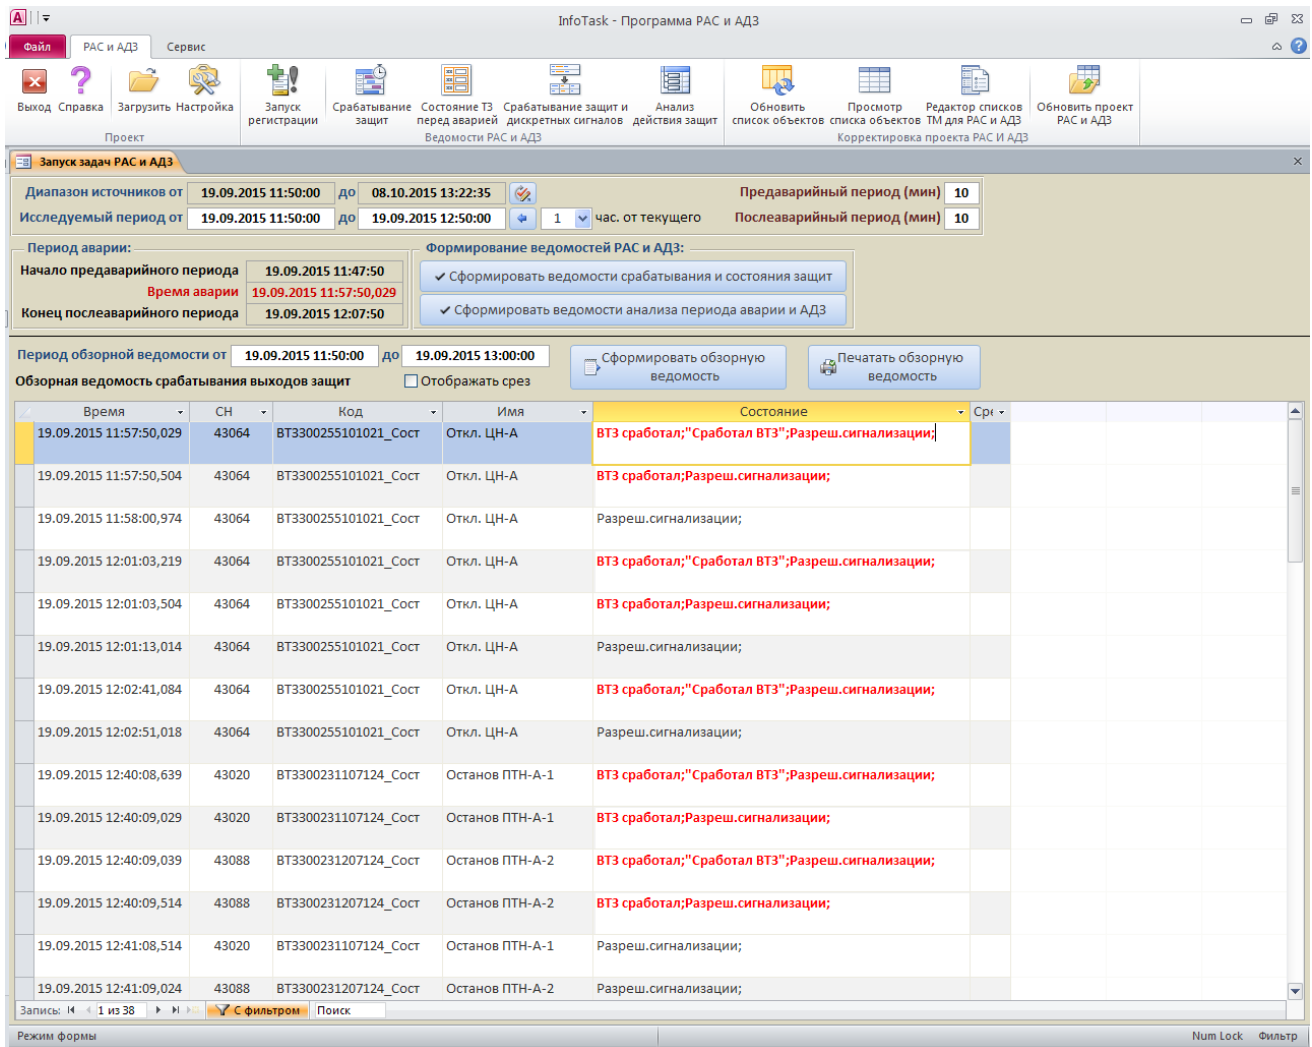 InfoTask - Программа РАС и АДЗ
Файл РАС и АДЗ Сервис
Выход Справка Загрузить Настройка Запуск регистрации Срабатывание защит Состояние ТЗ перед аварией Срабатывание защит и дискретных сигналов Анализ действия защит Обновить список объектов Просмотр списка объектов Редактор списков ТМ для РАС и АДЗ Обновить проект РАС и АДЗ
Проект Ведомости РАС и АДЗ Корректировка проекта РАС И АДЗ
Запуск задач РАС и АДЗ
Диапазон источников от 19.09.2015 11:50:00 до 08.10.2015 13:22:35 Предаварийный период (мин) 10
Исследуемый период от 19.09.2015 11:50:00 до 19.09.2015 12:50:00 1 час. от текущего Послеаварийный период (мин) 10
Период аварии: Формирование ведомостей РАС и АДЗ:
Начало предаварийного периода 19.09.2015 11:47:50 Сформировать ведомости срабатывания и состояния защит
Время аварии 19.09.2015 11:57:50,029
Конец послеаварийного периода 19.09.2015 12:07:50 Сформировать ведомости анализа периода аварии и АДЗ
Период обзорной ведомости от 19.09.2015 11:50:00 до 19.09.2015 13:00:00 Сформировать обзорную ведомость Печатать обзорную ведомость
Обзорная ведомость срабатывания выходов защит Отображать срез
Время СН Код Имя Состояние Сре
19.09.2015 11:57:50,029 43064 ВТ3300255101021_Сост Откл. ЦН-А ВТЗ сработал;"Сработал ВТЗ";Разреш.сигнализации;
19.09.2015 11:57:50,504 43064 ВТ3300255101021_Сост Откл. ЦН-А ВТЗ сработал;Разреш.сигнализации;
19.09.2015 11:58:00,974 43064 ВТ3300255101021_Сост Откл. ЦН-А Разреш.сигнализации;
19.09.2015 12:01:03,219 43064 ВТ3300255101021_Сост Откл. ЦН-А ВТЗ сработал;"Сработал ВТЗ";Разреш.сигнализации;
19.09.2015 12:01:03,504 43064 ВТ3300255101021_Сост Откл. ЦН-А ВТЗ сработал;Разреш.сигнализации;
19.09.2015 12:01:13,014 43064 ВТ3300255101021_Сост Откл. ЦН-А Разреш.сигнализации;
19.09.2015 12:02:41,084 43064 ВТ3300255101021_Сост Откл. ЦН-А ВТЗ сработал;"Сработал ВТЗ";Разреш.сигнализации;
19.09.2015 12:02:51,018 43064 ВТ3300255101021_Сост Откл. ЦН-А Разреш.сигнализации;
19.09.2015 12:40:08,639 43020 ВТ3300231107124_Сост Останов ПТН-А-1 ВТЗ сработал;"Сработал ВТЗ";Разреш.сигнализации;
19.09.2015 12:40:09,029 43020 ВТ3300231107124_Сост Останов ПТН-А-1 ВТЗ сработал;Разреш.сигнализации;
19.09.2015 12:40:09,039 43088 ВТ3300231207124_Сост Останов ПТН-А-2 ВТЗ сработал;"Сработал ВТЗ";Разреш.сигнализации;
19.09.2015 12:40:09,514 43088 ВТ3300231207124_Сост Останов ПТН-А-2 ВТЗ сработал;Разреш.сигнализации;
19.09.2015 12:41:08,514 43020 ВТ3300231107124_Сост Останов ПТН-А-1 Разреш.сигнализации;
19.09.2015 12:41:09,024 43088 ВТ3300231207124_Сост Останов ПТН-А-2 Разреш.сигнализации;
Запись: 1 из 38 С фильтром Поиск
Режим формы Num Lock Фильтр